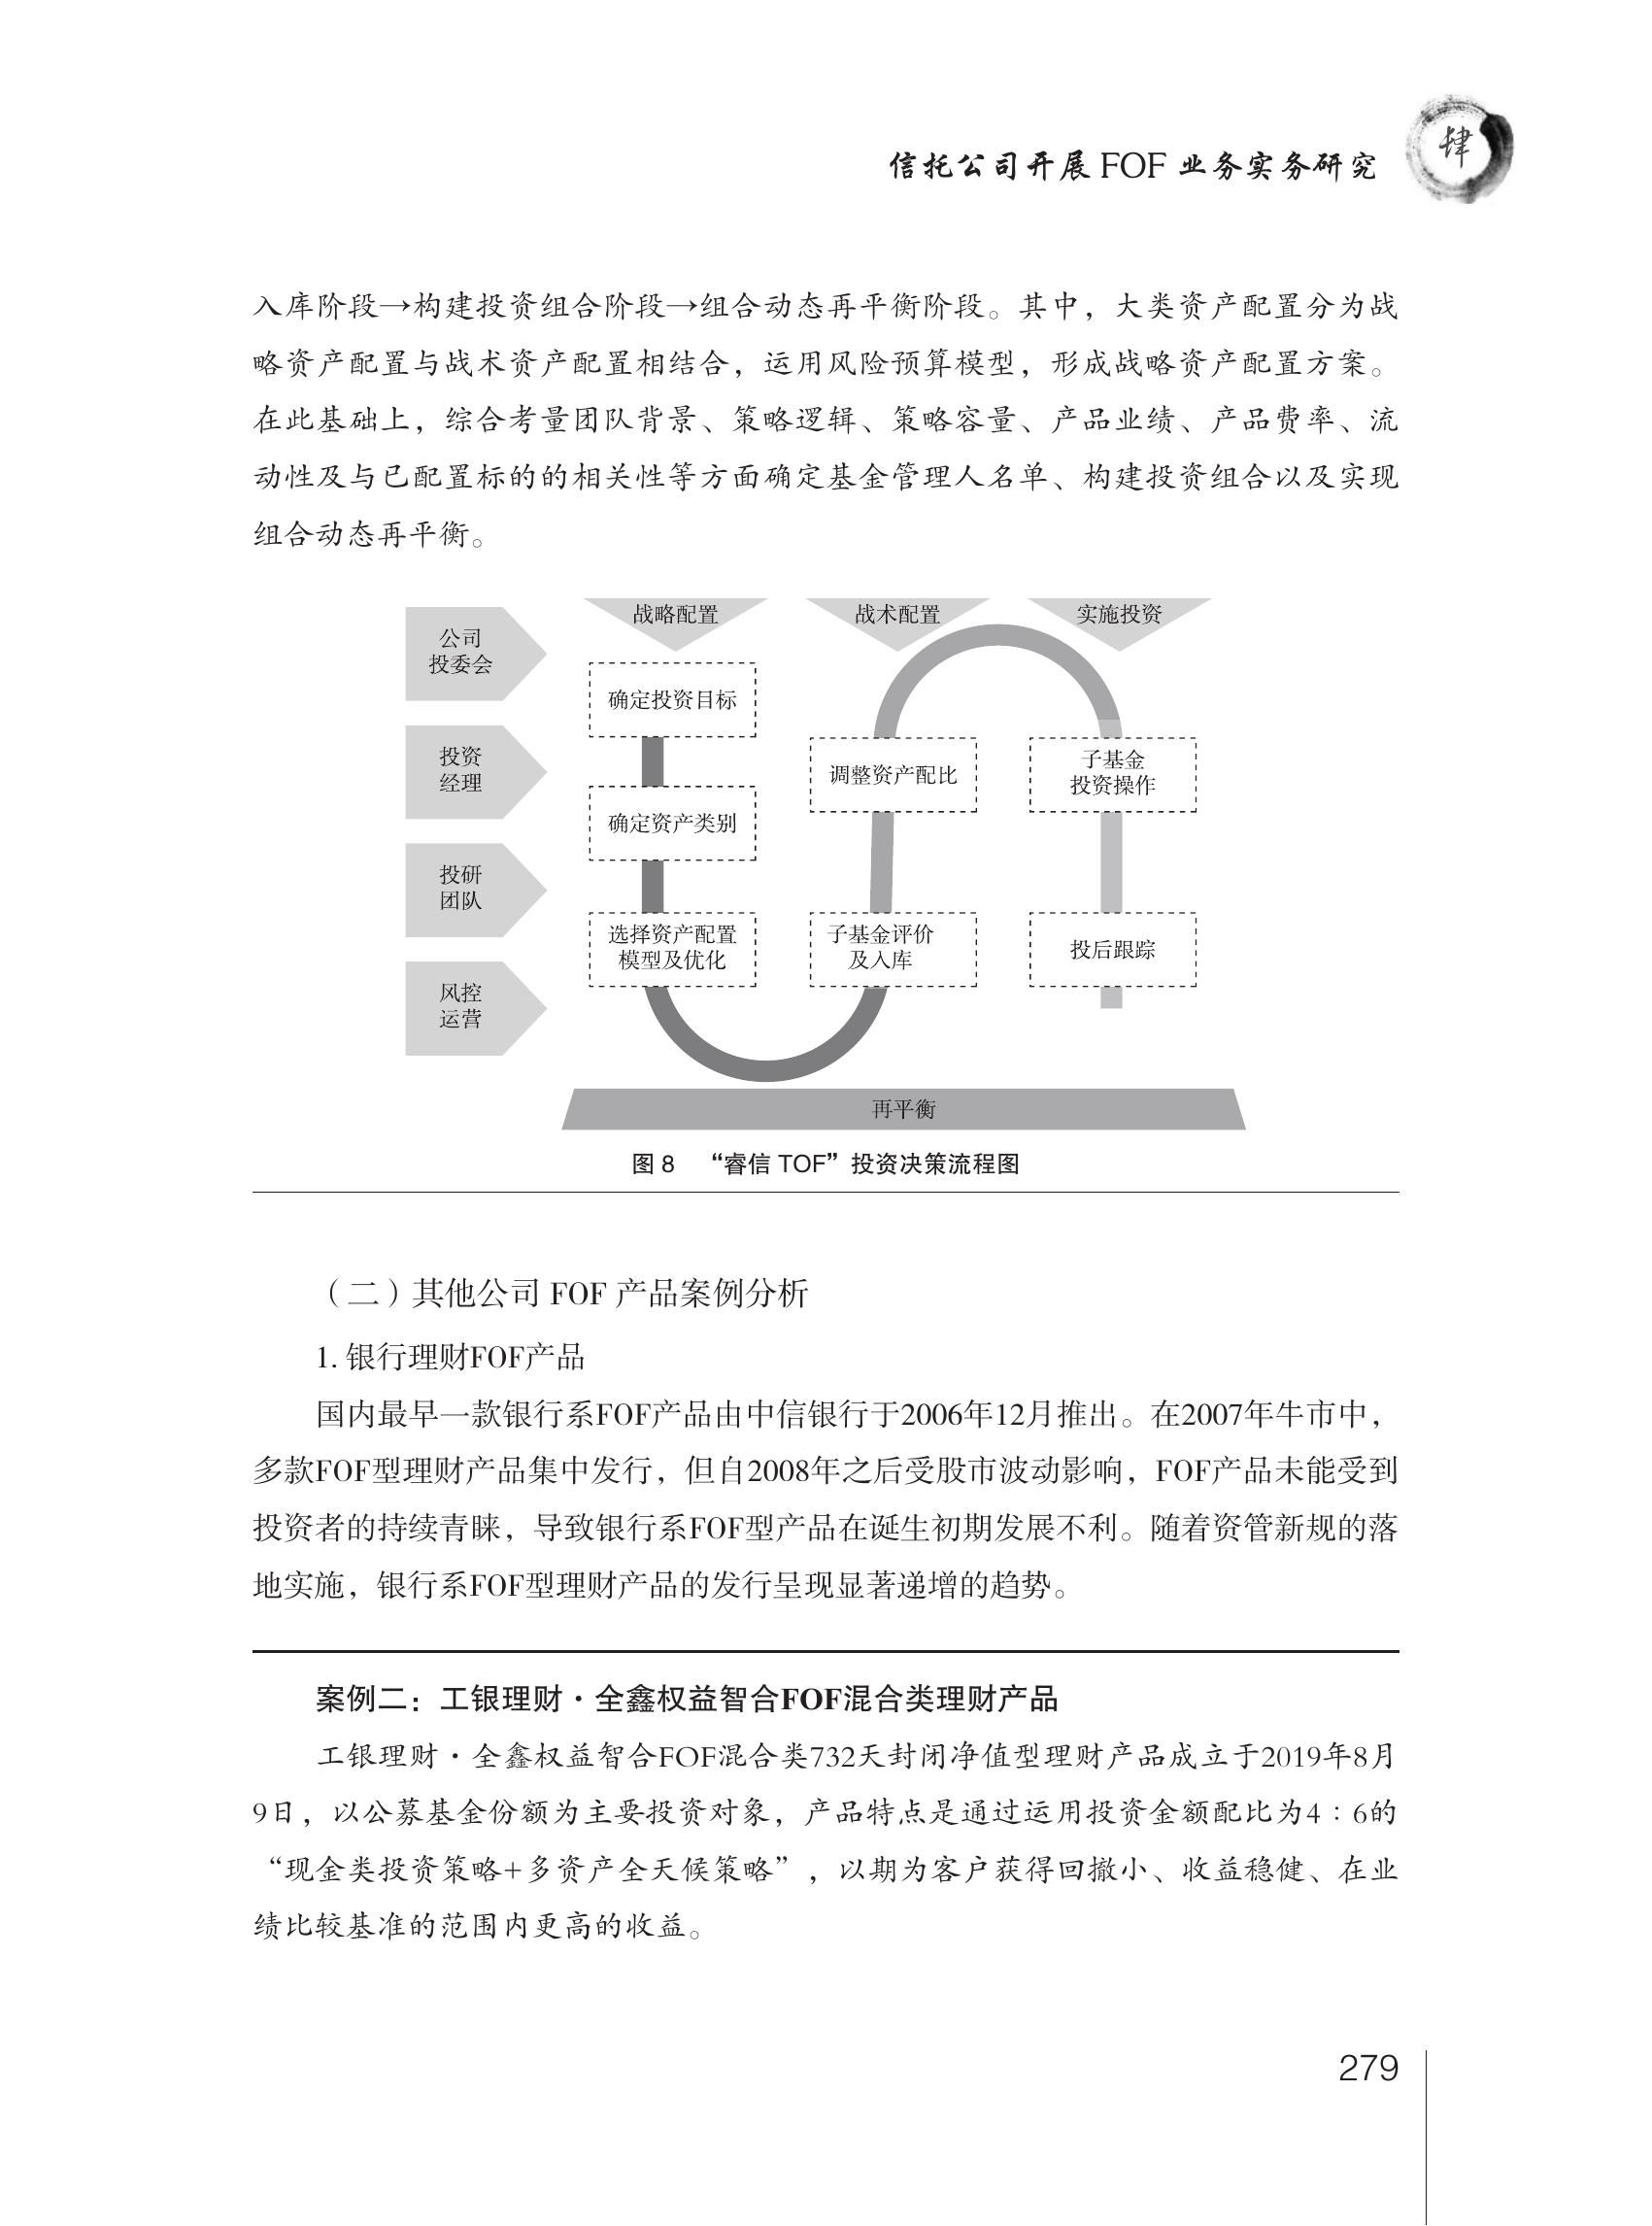 信托公司开展 FOF 业务实务研究
肆
入库阶段→构建投资组合阶段→组合动态再平衡阶段。其中，大类资产配置分为战
略资产配置与战术资产配置相结合，运用风险预算模型，形成战略资产配置方案。
在此基础上，综合考量团队背景、策略逻辑、策略容量、产品业绩、产品费率、流
动性及与已配置标的的相关性等方面确定基金管理人名单、构建投资组合以及实现
组合动态再平衡。
公司
投委会
投资
经理
投研
团队
风控
运营
战略配置
确定投资目标
确定资产类别
选择资产配置
模型及优化
战术配置
调整资产配比
子基金评价
及入库
实施投资
子基金
投资操作
投后跟踪
再平衡
图 8 “睿信 TOF”投资决策流程图
（二）其他公司 FOF 产品案例分析
1. 银行理财FOF产品
国内最早一款银行系FOF产品由中信银行于2006年12月推出。在2007年牛市中，
多款FOF型理财产品集中发行，但自2008年之后受股市波动影响，FOF产品未能受到
投资者的持续青睐，导致银行系FOF型产品在诞生初期发展不利。随着资管新规的落
地实施，银行系FOF型理财产品的发行呈现显著递增的趋势。
案例二：工银理财·全鑫权益智合FOF混合类理财产品
工银理财·全鑫权益智合FOF混合类732天封闭净值型理财产品成立于2019年8月
9日，以公募基金份额为主要投资对象，产品特点是通过运用投资金额配比为4：6的
“现金类投资策略+多资产全天候策略”，以期为客户获得回撤小、收益稳健、在业
绩比较基准的范围内更高的收益。
279